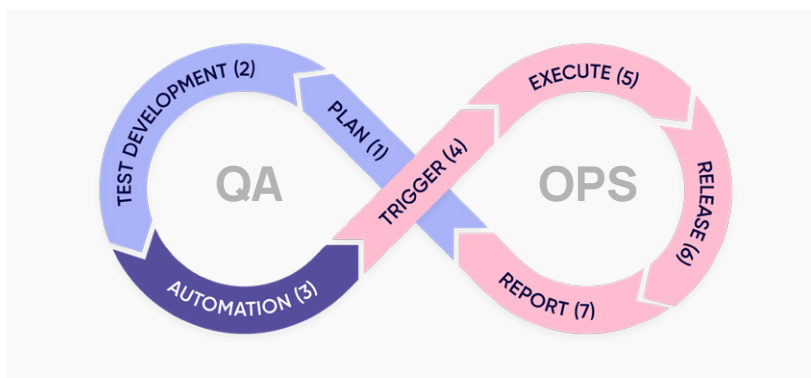 PLAN (1)
TEST DEVELOPMENT (2)
AUTOMATION (3)
TRIGGER (4)
EXECUTE (5)
RELEASE (6)
REPORT (7)
QA
OPS